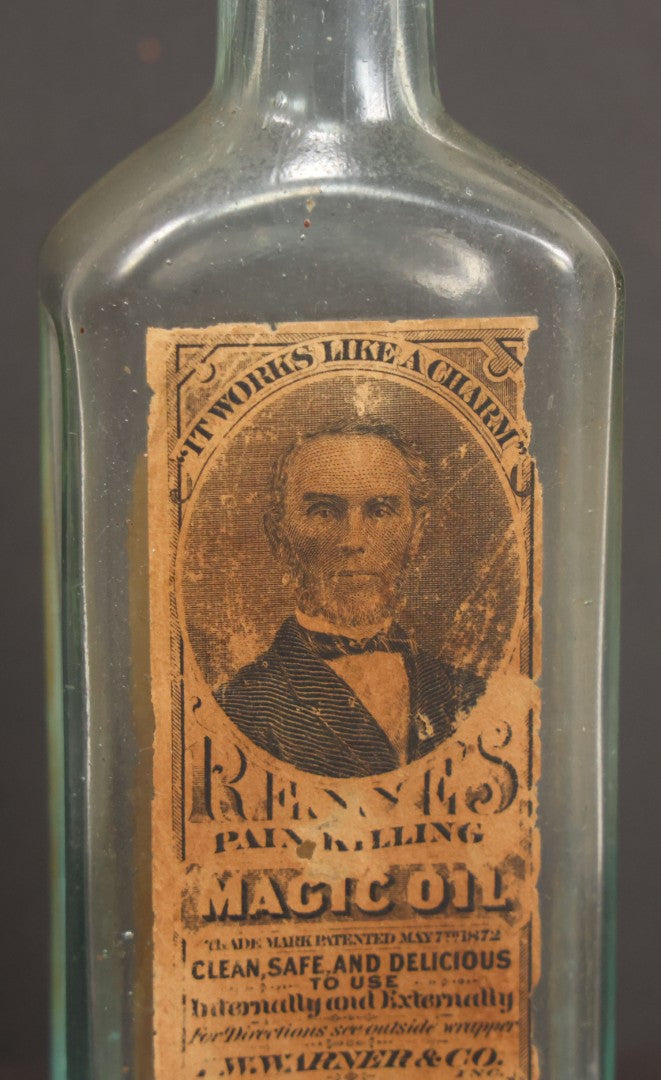 "IT WORKS LIKE A CHARM"
RENNE'S
PAIN KILLING
MAGIC OIL
TRADE MARK PATENTED MAY 7TH 1872
CLEAN, SAFE, AND DELICIOUS
TO USE
Internally and Externally
For Directions see outside wrapper
W. WARNER & CO.
INC.